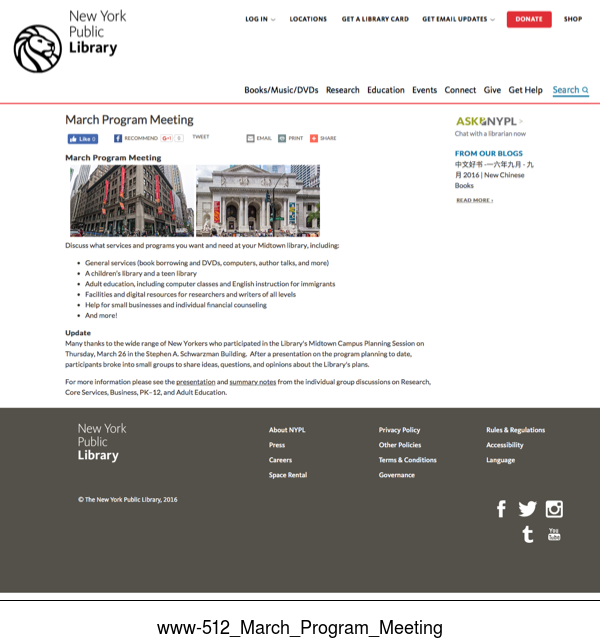 New York
Public
Library
LOG IN
LOCATIONS
GET A LIBRARY CARD
GET EMAIL UPDATES
DONATE
SHOP
Books/Music/DVDs
Research
Education
Events
Connect
Give
Get Help
Search
March Program Meeting
Like 0
RECOMMEND
G+1
0
TWEET
EMAIL
PRINT
SHARE
ASK NYPL
Chat with a librarian now
FROM OUR BLOGS
中文好书 -一六年九月 - 九
月 2016 | New Chinese
Books
READ MORE ›
March Program Meeting
Discuss what services and programs you want and need at your Midtown library, including:
• General services (book borrowing and DVDs, computers, author talks, and more)
• A children's library and a teen library
• Adult education, including computer classes and English instruction for immigrants
• Facilities and digital resources for researchers and writers of all levels
• Help for small businesses and individual financial counseling
• And more!
Update
Many thanks to the wide range of New Yorkers who participated in the Library's Midtown Campus Planning Session on
Thursday, March 26 in the Stephen A. Schwarzman Building. After a presentation on the program planning to date,
participants broke into small groups to share ideas, questions, and opinions about the Library's plans.
For more information please see the presentation and summary notes from the individual group discussions on Research,
Core Services, Business, PK–12, and Adult Education.
New York
Public
Library
About NYPL
Press
Careers
Space Rental
Privacy Policy
Other Policies
Terms & Conditions
Governance
Rules & Regulations
Accessibility
Language
© The New York Public Library, 2016
You
Tube
www-512_March_Program_Meeting